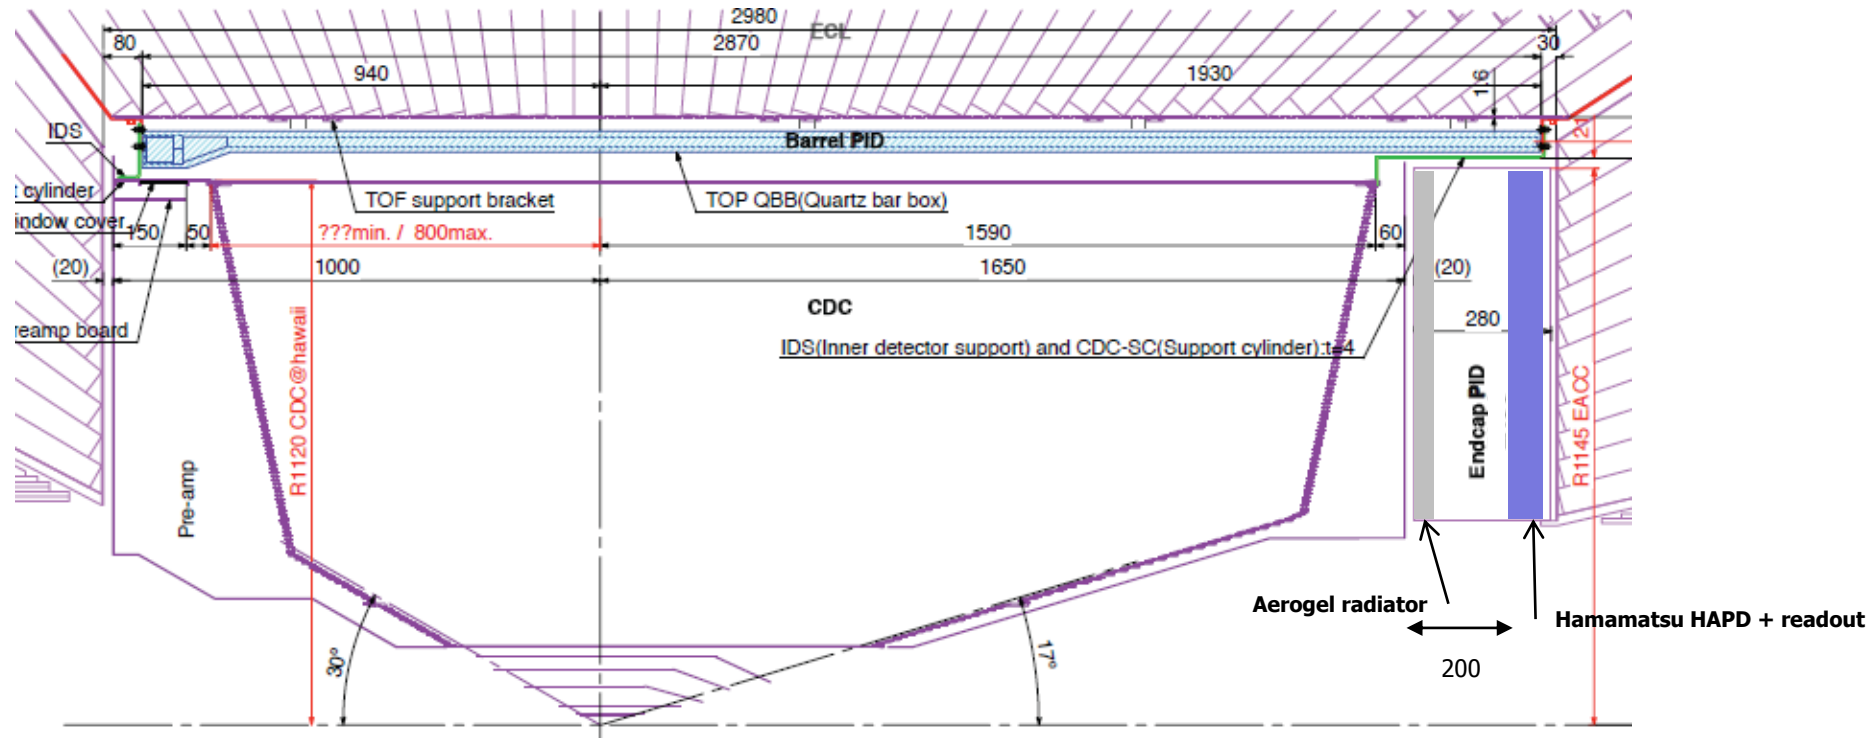 2980
ECL
80
2870
30
940
1930
1.6
IDS
Barrel PID
21
t cylinder
TOF support bracket
TOP QBB(Quartz bar box)
indow cover
150
50
???min. / 800max.
1590
60
(20)
1000
1650
(20)
CDC
280
reamp board
IDS(Inner detector support) and CDC-SC(Support cylinder):t=4
R1120 CDC@hawaii
Endcap PID
R1145 EACC
Pre-amp
Aerogel radiator
Hamamatsu HAPD + readout
30°
17°
200